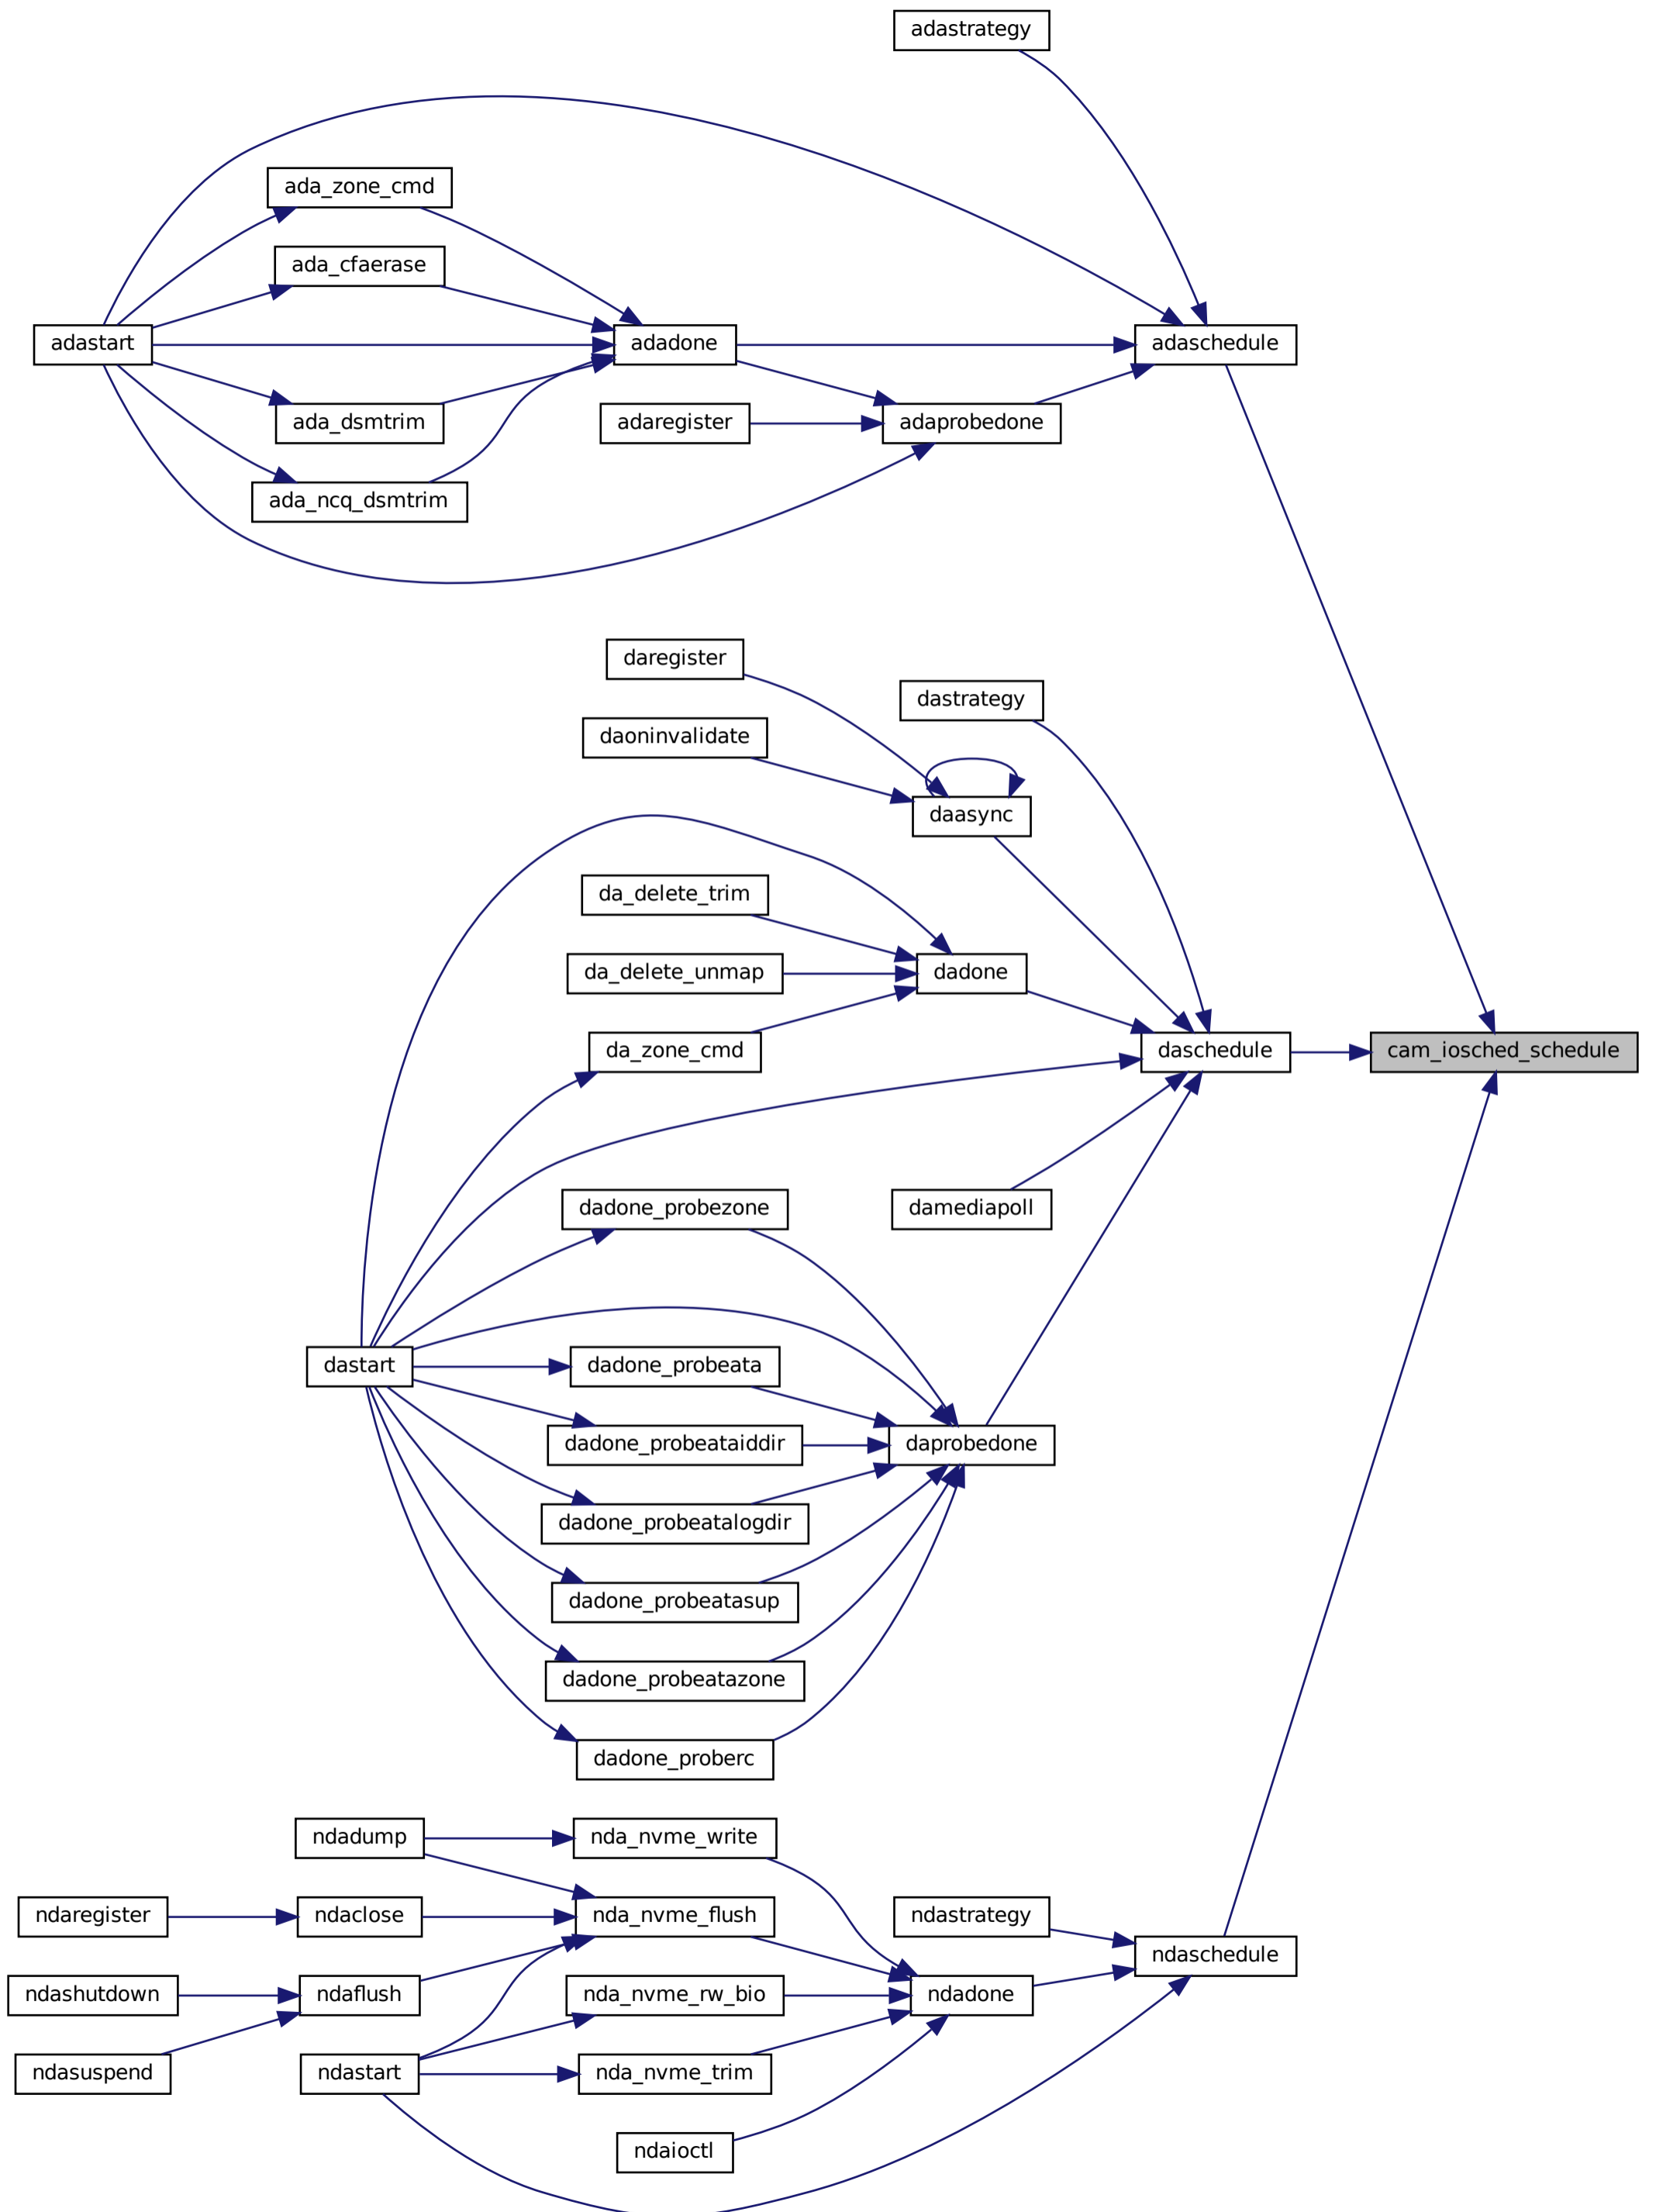 adastrategy
ada_zone_cmd
ada_cfaerase
adastart
adadone
adaschedule
ada_dsmtrim
adaregister
adaprobedone
ada_ncq_dsmtrim
daregister
dastrategy
daoninvalidate
daasync
da_delete_trim
da_delete_unmap
dadone
da_zone_cmd
daschedule
cam_iosched_schedule
dadone_probezone
damediapoll
dastart
dadone_probeata
dadone_probeataiddir
daprobedone
dadone_probeatalogdir
dadone_probeatasup
dadone_probeatazone
dadone_proberc
ndadump
nda_nvme_write
ndaregister
ndaclose
nda_nvme_flush
ndastrategy
ndaschedule
ndashutdown
ndaflush
nda_nvme_rw_bio
ndadone
ndasuspend
ndastart
nda_nvme_trim
ndaioctl